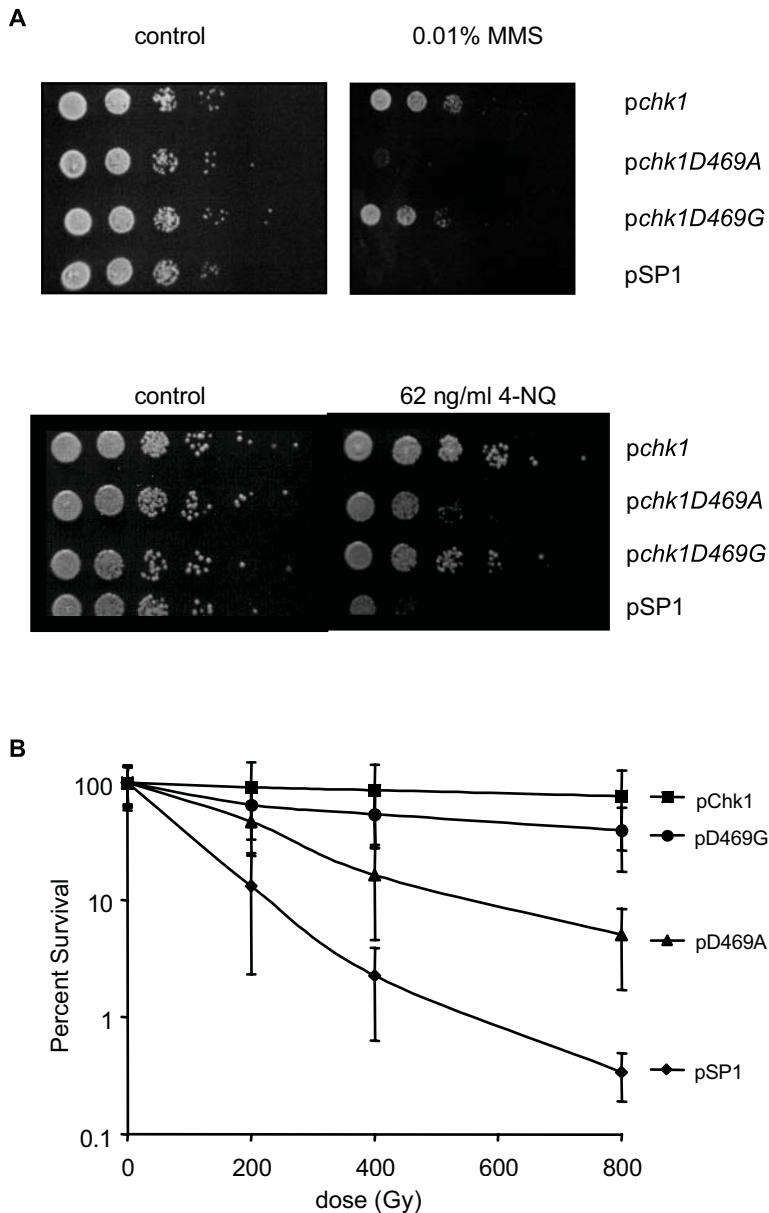 A
control 0.01% MMS
pchk1
pchk1D469A
pchk1D469G
pSP1
control 62 ng/ml 4-NQ
pchk1
pchk1D469A
pchk1D469G
pSP1
B
100
10
1
0.1
Percent Survival
0 200 400 600 800
dose (Gy)
pChk1
pD469G
pD469A
pSP1